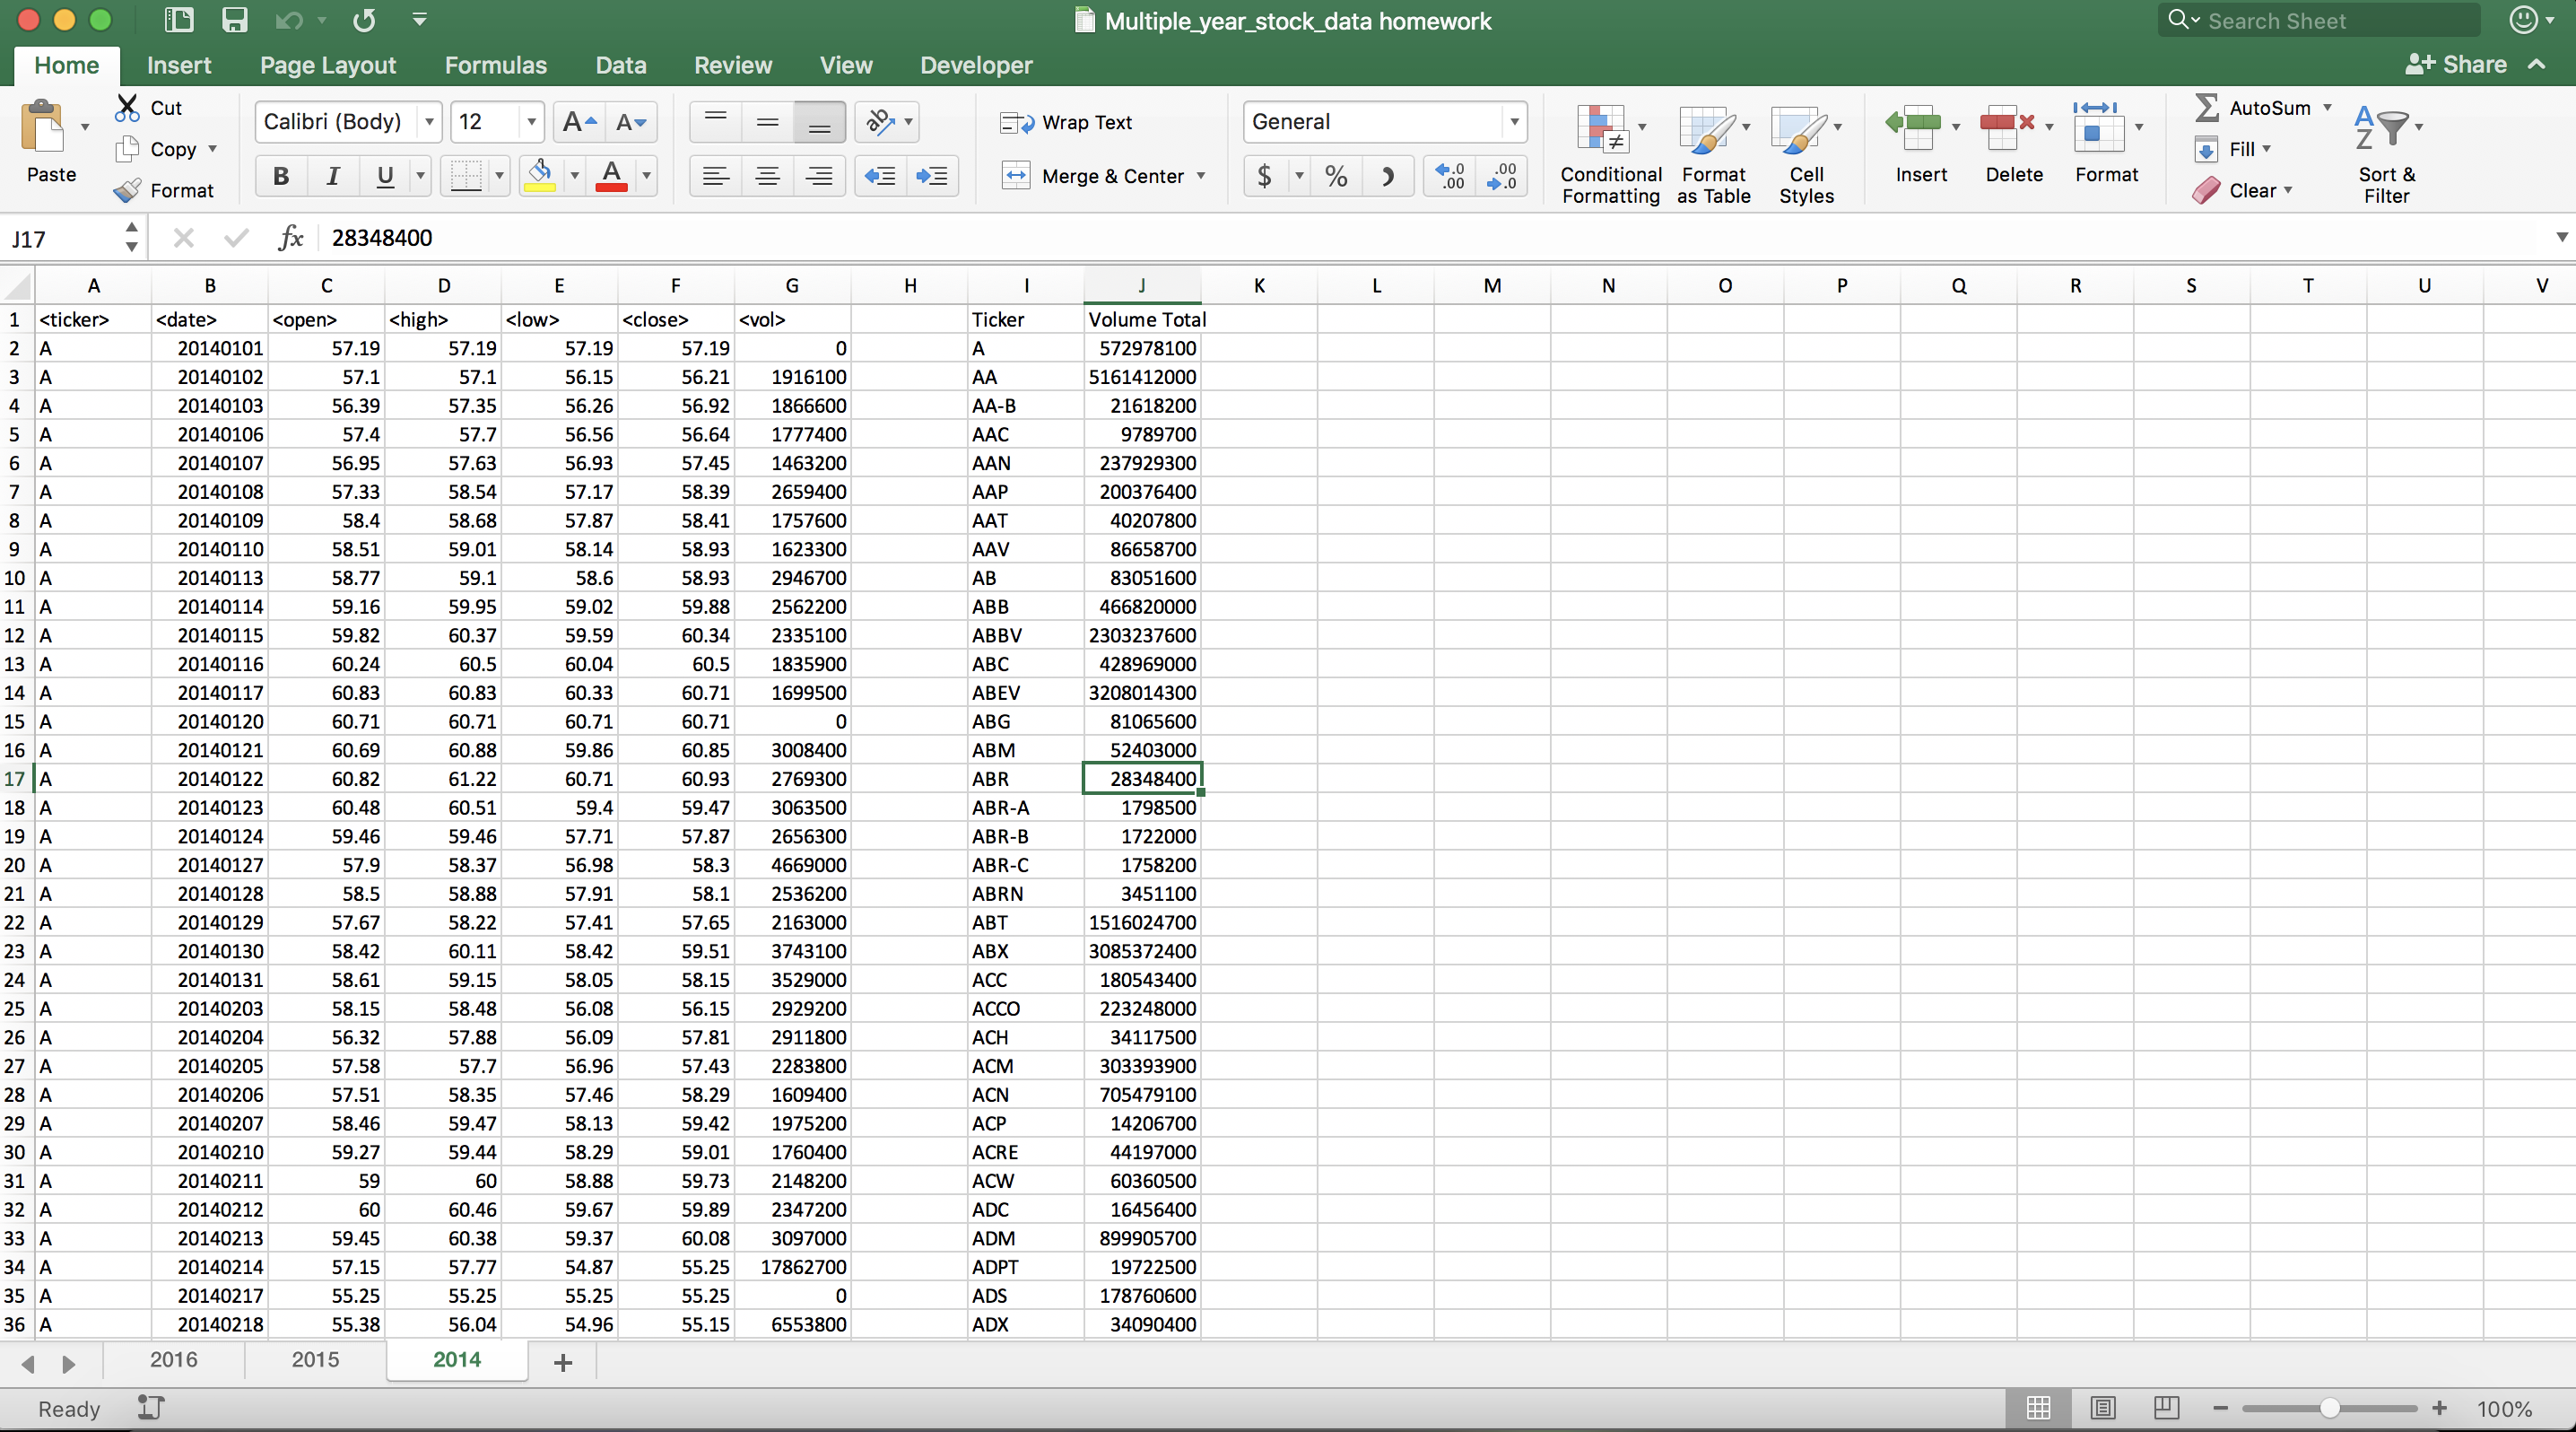 Multiple_year_stock_data homework
Search Sheet
Home Insert Page Layout Formulas Data Review View Developer
Share
Paste
Cut
Copy
Format
Calibri (Body) 12
B I U
Wrap Text
Merge & Center
General
$ %
Conditional Formatting
Format as Table
Cell Styles
Insert
Delete
Format
AutoSum
Fill
Clear
Sort & Filter
J17 fx 28348400
A B C D E F G H I J K L M N O P Q R S T U V
1 <ticker> <date> <open> <high> <low> <close> <vol> Ticker Volume Total
2 A 20140101 57.19 57.19 57.19 57.19 0 A 572978100
3 A 20140102 57.1 57.1 56.15 56.21 1916100 AA 5161412000
4 A 20140103 56.39 57.35 56.26 56.92 1866600 AA-B 21618200
5 A 20140106 57.4 57.7 56.56 56.64 1777400 AAC 9789700
6 A 20140107 56.95 57.63 56.93 57.45 1463200 AAN 237929300
7 A 20140108 57.33 58.54 57.17 58.39 2659400 AAP 200376400
8 A 20140109 58.4 58.68 57.87 58.41 1757600 AAT 40207800
9 A 20140110 58.51 59.01 58.14 58.93 1623300 AAV 86658700
10 A 20140113 58.77 59.1 58.6 58.93 2946700 AB 83051600
11 A 20140114 59.16 59.95 59.02 59.88 2562200 ABB 466820000
12 A 20140115 59.82 60.37 59.59 60.34 2335100 ABBV 2303237600
13 A 20140116 60.24 60.5 60.04 60.5 1835900 ABC 428969000
14 A 20140117 60.83 60.83 60.33 60.71 1699500 ABEV 3208014300
15 A 20140120 60.71 60.71 60.71 60.71 0 ABG 81065600
16 A 20140121 60.69 60.88 59.86 60.85 3008400 ABM 52403000
17 A 20140122 60.82 61.22 60.71 60.93 2769300 ABR 28348400
18 A 20140123 60.48 60.51 59.4 59.47 3063500 ABR-A 1798500
19 A 20140124 59.46 59.46 57.71 57.87 2656300 ABR-B 1722000
20 A 20140127 57.9 58.37 56.98 58.3 4669000 ABR-C 1758200
21 A 20140128 58.5 58.88 57.91 58.1 2536200 ABRN 3451100
22 A 20140129 57.67 58.22 57.41 57.65 2163000 ABT 1516024700
23 A 20140130 58.42 60.11 58.42 59.51 3743100 ABX 3085372400
24 A 20140131 58.61 59.15 58.05 58.15 3529000 ACC 180543400
25 A 20140203 58.15 58.48 56.08 56.15 2929200 ACCO 223248000
26 A 20140204 56.32 57.88 56.09 57.81 2911800 ACH 34117500
27 A 20140205 57.58 57.7 56.96 57.43 2283800 ACM 303393900
28 A 20140206 57.51 58.35 57.46 58.29 1609400 ACN 705479100
29 A 20140207 58.46 59.47 58.13 59.42 1975200 ACP 14206700
30 A 20140210 59.27 59.44 58.29 59.01 1760400 ACRE 44197000
31 A 20140211 59 60 58.88 59.73 2148200 ACW 60360500
32 A 20140212 60 60.46 59.67 59.89 2347200 ADC 16456400
33 A 20140213 59.45 60.38 59.37 60.08 3097000 ADM 899905700
34 A 20140214 57.15 57.77 54.87 55.25 17862700 ADPT 19722500
35 A 20140217 55.25 55.25 55.25 55.25 0 ADS 178760600
36 A 20140218 55.38 56.04 54.96 55.15 6553800 ADX 34090400
2016 2015 2014 +
Ready
100%